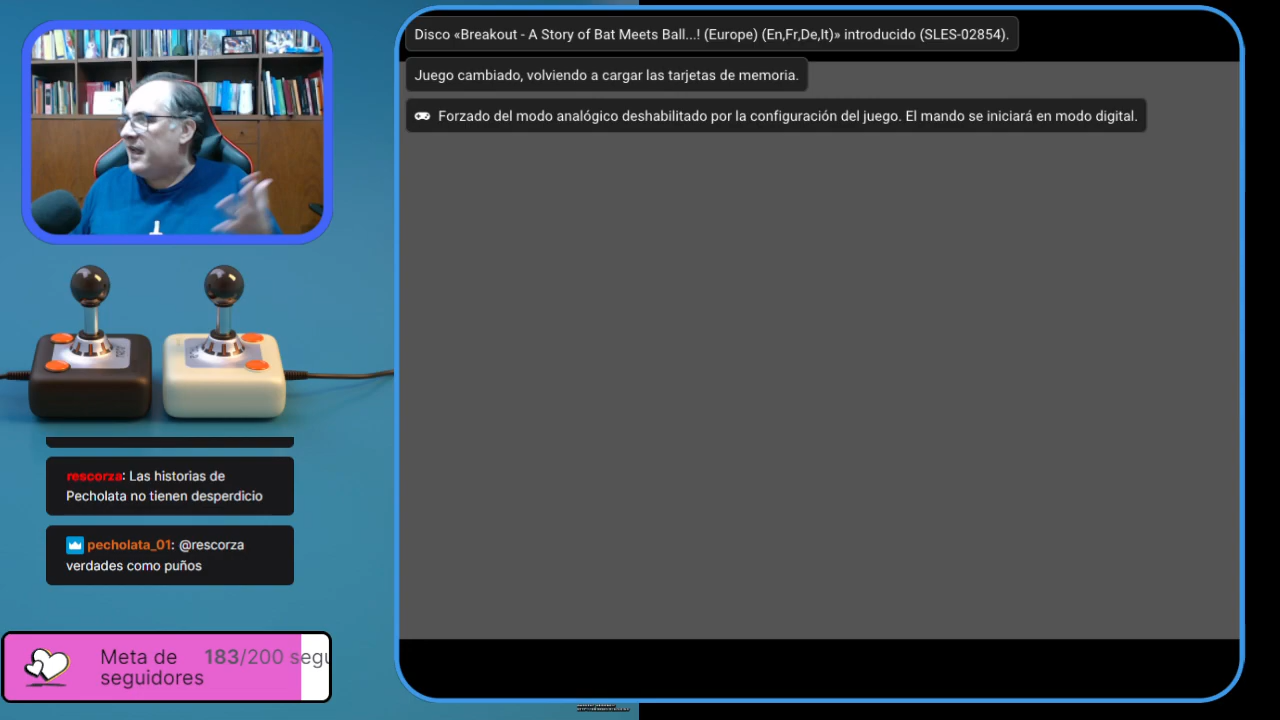 Disco «Breakout - A Story of Bat Meets Ball...! (Europe) (En,Fr,De,It)» introducido (SLES-02854).
Juego cambiado, volviendo a cargar las tarjetas de memoria.
Forzado del modo analógico deshabilitado por la configuración del juego. El mando se iniciará en modo digital.
rescorza: Las historias de
Pecholata no tienen desperdicio
pecholata_01: @rescorza
verdades como puños
Meta de
seguidores
183/200 segu